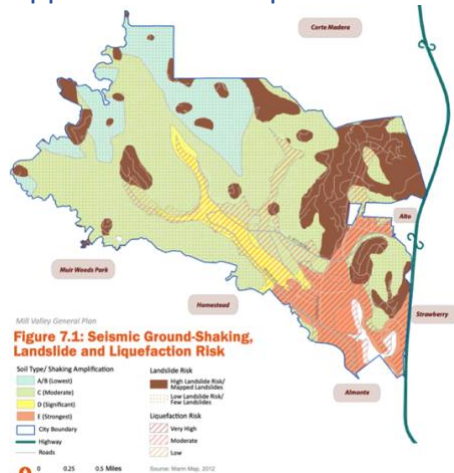 Corte Madera
Alto
Muir Woods Park
Homestead
Strawberry
Almonte
Mill Valley General Plan
Figure 7.1: Seismic Ground-Shaking,
Landslide and Liquefaction Risk
Soil Type/ Shaking Amplification
A/B (Lowest)
C (Moderate)
D (Significant)
E (Strongest)
City Boundary
Highway
Roads
Landslide Risk
High Landslide Risk/
Mapped Landslides
Low Landslide Risk/
Few Landslides
Liquefaction Risk
Very High
Moderate
Low
0 0.25 0.5 Miles
Source: Marin Map, 2012